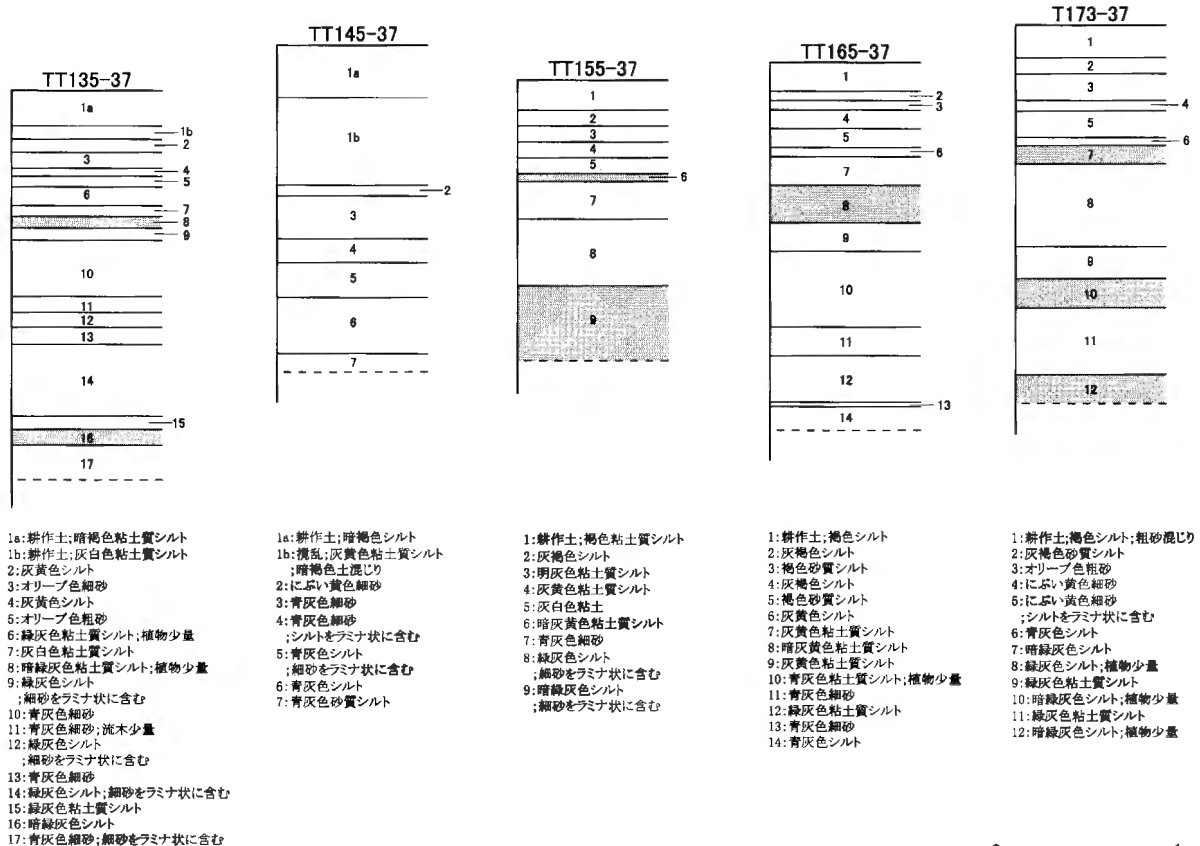 TT135-37
1a
1b
2
3
4
5
6
7
8
9
10
11
12
13
14
15
16
17
TT145-37
1a
1b
2
3
4
5
6
7
TT155-37
1
2
3
4
5
6
7
8
9
TT165-37
1
2
3
4
5
6
7
8
9
10
11
12
13
14
T173-37
1
2
3
4
5
6
7
8
9
10
11
12
1a:耕作土;暗褐色粘土質シルト
1b:耕作土;灰白色粘土質シルト
2:灰黄色シルト
3:オリーブ色細砂
4:灰黄色シルト
5:オリーブ色粗砂
6:緑灰色粘土質シルト;植物少量
7:灰白色粘土質シルト
8:暗緑灰色粘土質シルト;植物少量
9:緑灰色シルト
;細砂をラミナ状に含む
10:青灰色細砂
11:青灰色細砂;流木少量
12:緑灰色シルト
;細砂をラミナ状に含む
13:青灰色細砂
14:緑灰色シルト;細砂をラミナ状に含む
15:緑灰色粘土質シルト
16:暗緑灰色シルト
17:青灰色細砂;細砂をラミナ状に含む
1a:耕作土;暗褐色シルト
1b:攪乱;灰黄色粘土質シルト
;暗褐色土混じり
2:にぶい黄色細砂
3:青灰色細砂
4:青灰色細砂
;シルトをラミナ状に含む
5:青灰色シルト
;細砂をラミナ状に含む
6:青灰色シルト
7:青灰色砂質シルト
1:耕作土;褐色粘土質シルト
2:灰褐色シルト
3:明灰色粘土質シルト
4:灰黄色粘土質シルト
5:灰白色粘土
6:暗灰黄色粘土質シルト
7:青灰色細砂
8:緑灰色シルト
;細砂をラミナ状に含む
9:暗緑灰色シルト
;細砂をラミナ状に含む
1:耕作土;褐色シルト
2:灰褐色シルト
3:褐色砂質シルト
4:灰褐色シルト
5:褐色砂質シルト
6:灰黄色シルト
7:灰黄色粘土質シルト
8:暗灰黄色粘土質シルト
9:灰黄色粘土質シルト
10:青灰色粘土質シルト;植物少量
11:青灰色細砂
12:緑灰色粘土質シルト
13:青灰色細砂
14:青灰色シルト
1:耕作土;褐色シルト;粗砂混じり
2:灰褐色砂質シルト
3:オリーブ色粗砂
4:にぶい黄色細砂
5:にぶい黄色細砂
;シルトをラミナ状に含む
6:青灰色シルト
7:暗緑灰色シルト
8:緑灰色シルト;植物少量
9:緑灰色粘土質シルト
10:暗緑灰色シルト;植物少量
11:緑灰色粘土質シルト
12:暗緑灰色シルト;植物少量